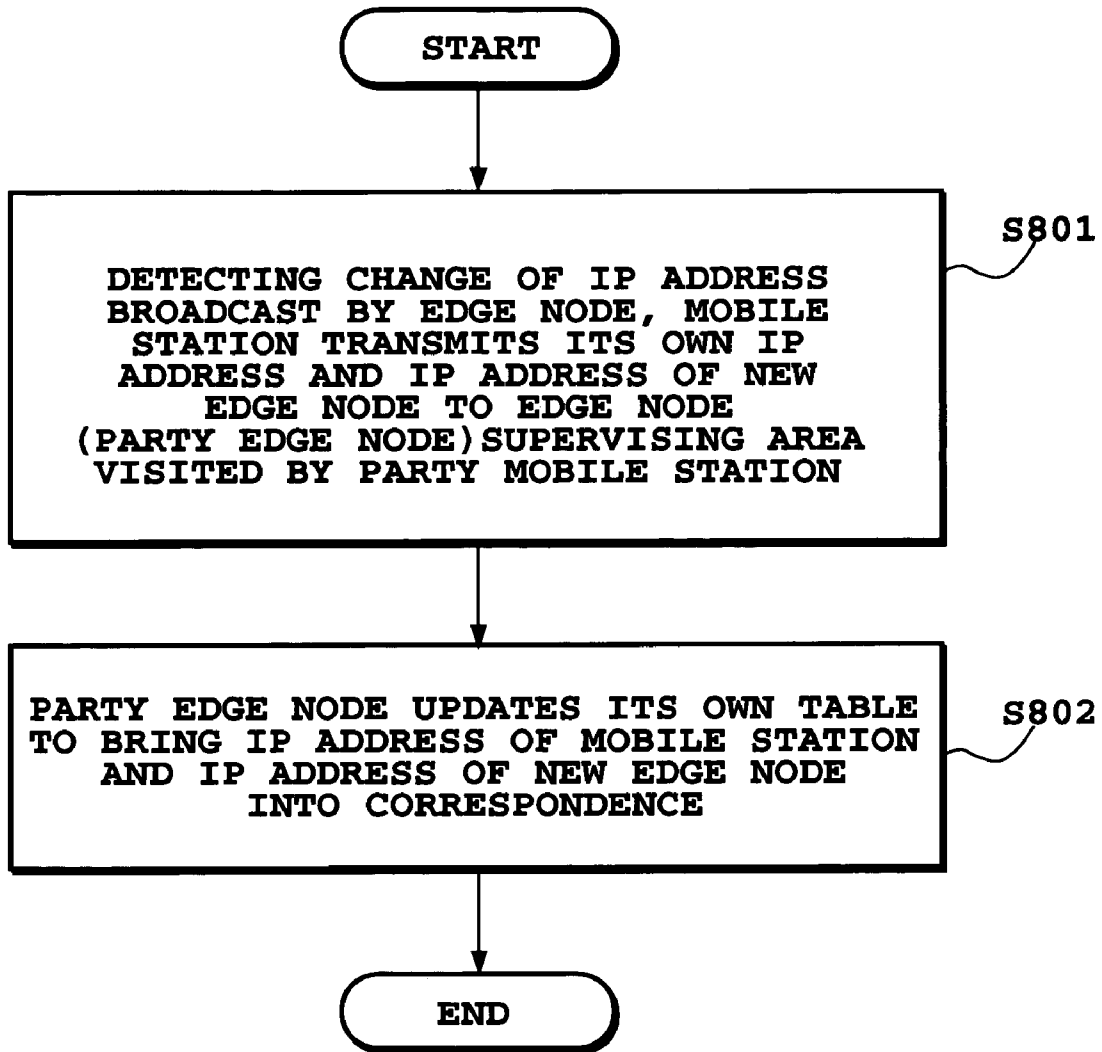 START
S801
DETECTING CHANGE OF IP ADDRESS
BROADCAST BY EDGE NODE, MOBILE
STATION TRANSMITS ITS OWN IP
ADDRESS AND IP ADDRESS OF NEW
EDGE NODE TO EDGE NODE
(PARTY EDGE NODE)SUPERVISING AREA
VISITED BY PARTY MOBILE STATION
S802
PARTY EDGE NODE UPDATES ITS OWN TABLE
TO BRING IP ADDRESS OF MOBILE STATION
AND IP ADDRESS OF NEW EDGE NODE
INTO CORRESPONDENCE
END